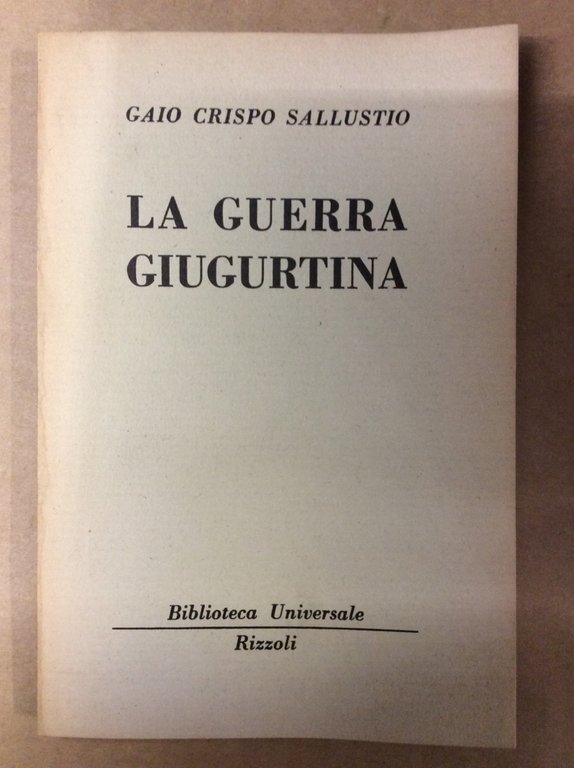 GAIO CRISPO SALLUSTIO
LA GUERRA
GIUGURTINA
Biblioteca Universale
Rizzoli